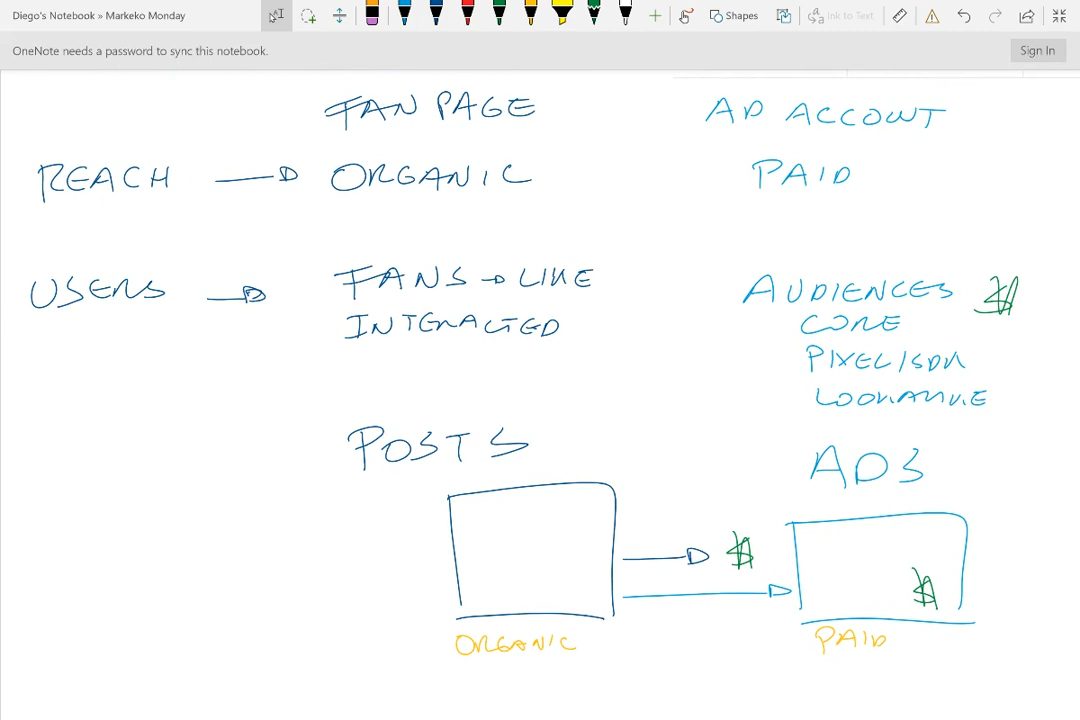 Diego's Notebook » Markeko Monday
Shapes
Ink to Text
OneNote needs a password to sync this notebook.
Sign In
FAN PAGE
AD ACCOUNT
REACH → ORGANIC
PAID
USERS → FANS → LIKE
INTERACTED
AUDIENCES $
CORE
PIXEL/SDK
LOOKALIKE
POSTS
ADS
$
$
ORGANIC
PAID